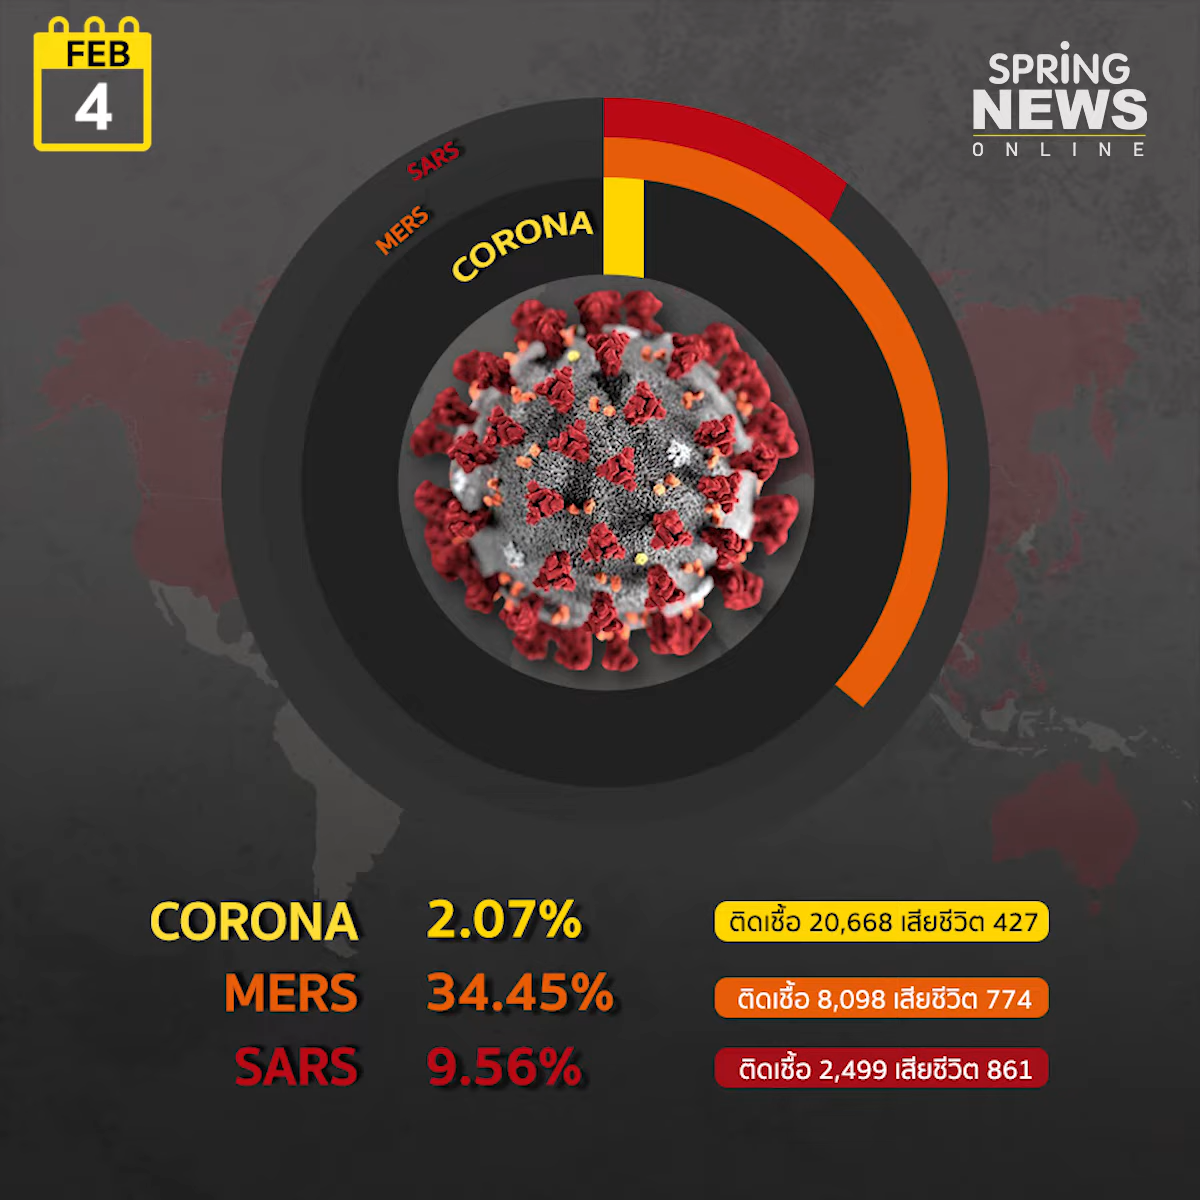 FEB
4
SPRING
NEWS
ONLINE
SARS
MERS
CORONA
CORONA 2.07% ติดเชื้อ 20,668 เสียชีวิต 427
MERS 34.45% ติดเชื้อ 8,098 เสียชีวิต 774
SARS 9.56% ติดเชื้อ 2,499 เสียชีวิต 861